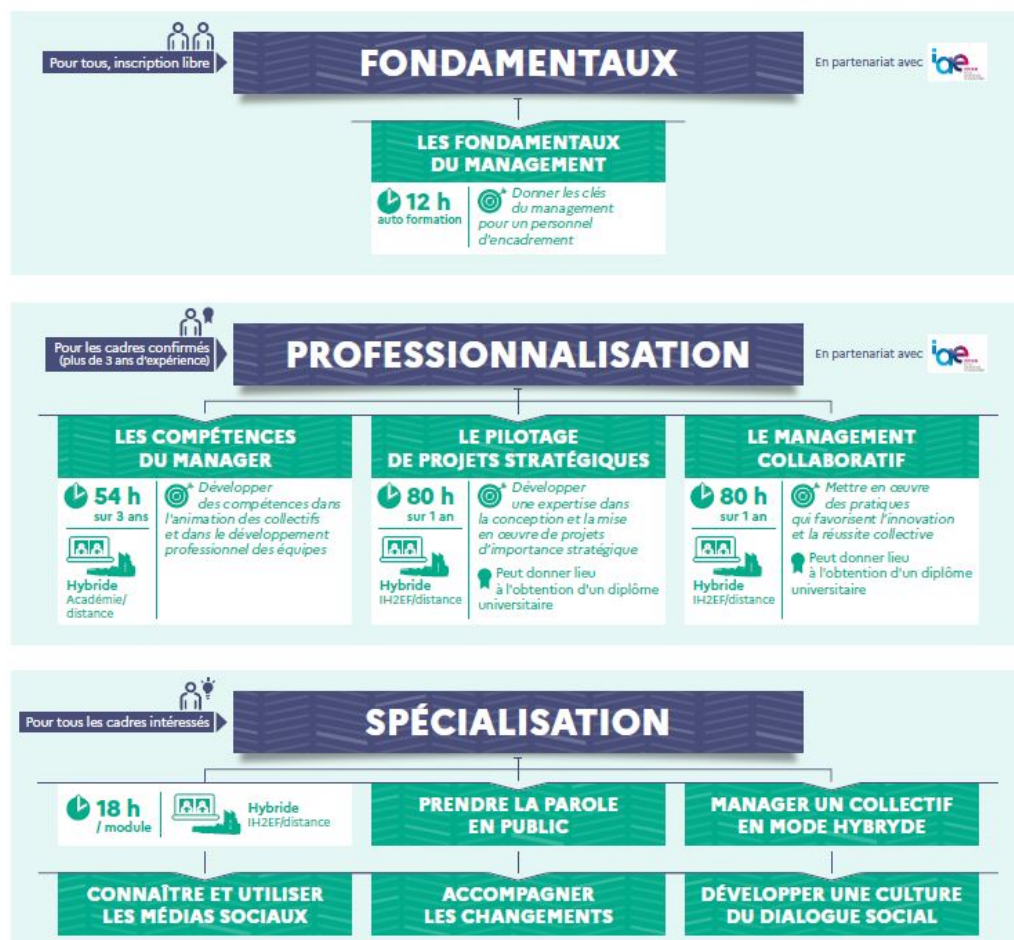 Pour tous, inscription libre
FONDAMENTAUX
En partenariat avec iae
LES FONDAMENTAUX
DU MANAGEMENT
12 h
auto formation
Donner les clés
du management
pour un personnel
d'encadrement
Pour les cadres confirmés
(plus de 3 ans d'expérience)
PROFESSIONNALISATION
En partenariat avec iae
LES COMPÉTENCES
DU MANAGER
54 h
sur 3 ans
Hybride
Académie/
distance
Développer
des compétences dans
l'animation des collectifs
et dans le développement
professionnel des équipes
LE PILOTAGE
DE PROJETS STRATÉGIQUES
80 h
sur 1 an
Hybride
IH2EF/distance
Développer
une expertise dans
la conception et la mise
en œuvre de projets
d'importance stratégique
Peut donner lieu
à l'obtention d'un diplôme
universitaire
LE MANAGEMENT
COLLABORATIF
80 h
sur 1 an
Hybride
IH2EF/distance
Mettre en œuvre
des pratiques
qui favorisent l'innovation
et la réussite collective
Peut donner lieu
à l'obtention d'un diplôme
universitaire
Pour tous les cadres intéressés
SPÉCIALISATION
18 h
/ module
Hybride
IH2EF/distance
PRENDRE LA PAROLE
EN PUBLIC
MANAGER UN COLLECTIF
EN MODE HYBRYDE
CONNAÎTRE ET UTILISER
LES MÉDIAS SOCIAUX
ACCOMPAGNER
LES CHANGEMENTS
DÉVELOPPER UNE CULTURE
DU DIALOGUE SOCIAL